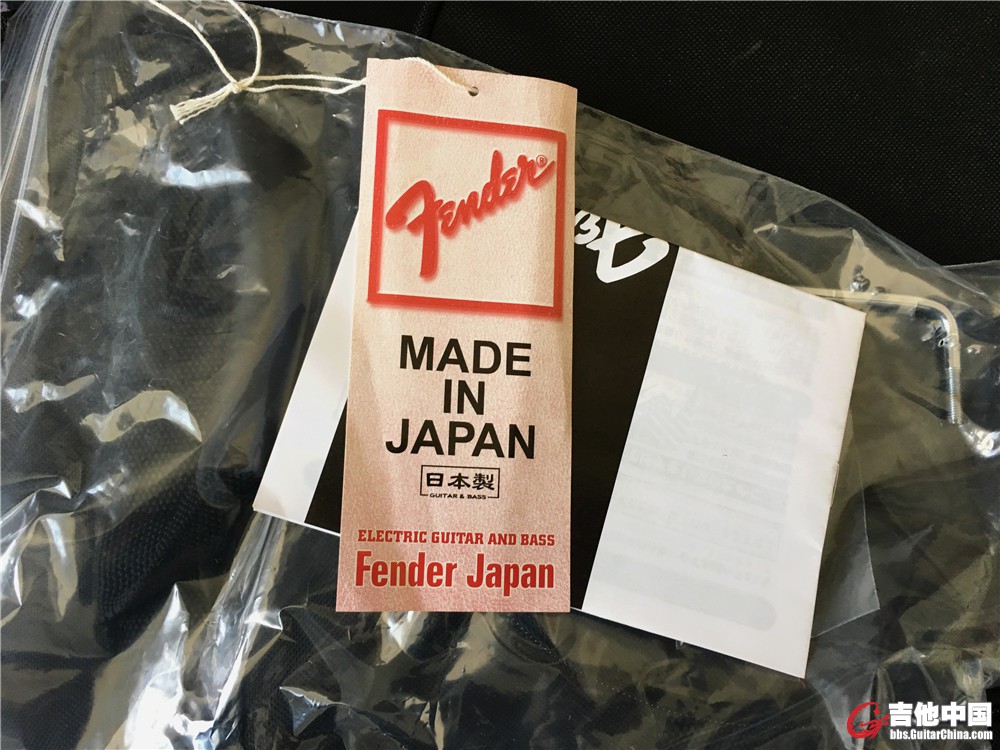 Fender®
MADE
IN
JAPAN
日本製
GUITAR & BASS
ELECTRIC GUITAR AND BASS
Fender Japan
吉他中国
bbs.GuitarChina.com